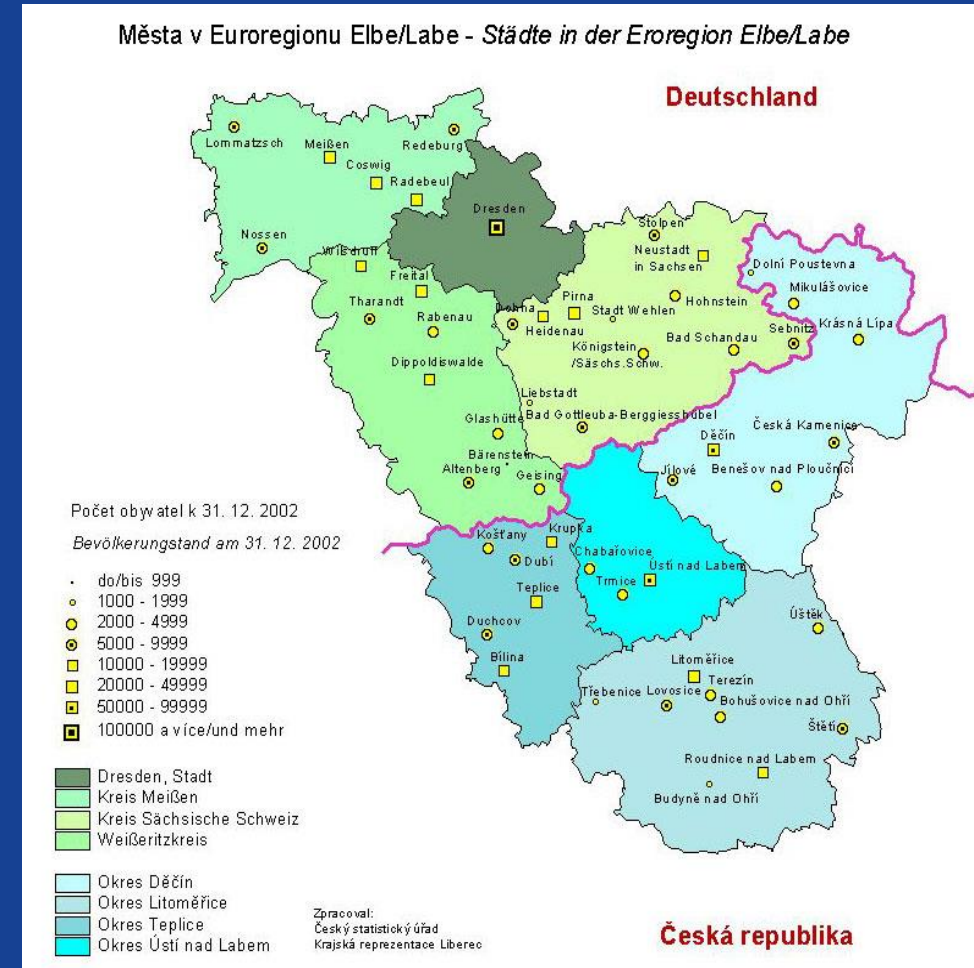 Města v Euroregionu Elbe/Labe - Städte in der Eroregion Elbe/Labe
Deutschland
Lommatzsch
Meißen
Redeburg
Coswig
Radebeul
Dresden
Nossen
Wilsdruff
Freital
Tharandt
Rabenau
Dippoldiswalde
Glashütte
Bärenstein
Altenberg
Geising
Stolpen
Neustadt
in Sachsen
Dohna
Pirna
Heidenau
Stadt Wehlen
Hohnstein
Königstein
/Säschs.Schw.
Bad Schandau
Sebnitz
Liebstadt
Bad Gottleuba-Berggiesshübel
Dolní Poustevna
Mikulášovice
Krásná Lípa
Česká Kamenice
Děčín
Jílové
Benešov nad Ploučnicí
Košťany
Krupka
Dubí
Teplice
Duchcov
Bílina
Chabařovice
Ústí nad Labem
Trmice
Úštěk
Litoměřice
Terezín
Třebenice
Lovosice
Bohušovice nad Ohří
Štětí
Roudnice nad Labem
Budyně nad Ohří
Počet obyvatel k 31. 12. 2002
Bevölkerungstand am 31. 12. 2002
do/bis 999
1000 - 1999
2000 - 4999
5000 - 9999
10000 - 19999
20000 - 49999
50000 - 99999
100000 a více/und mehr
Dresden, Stadt
Kreis Meißen
Kreis Sächsische Schweiz
Weißeritzkreis
Okres Děčín
Okres Litoměřice
Okres Teplice
Okres Ústí nad Labem
Zpracoval:
Český statistický úřad
Krajská reprezentace Liberec
Česká republika